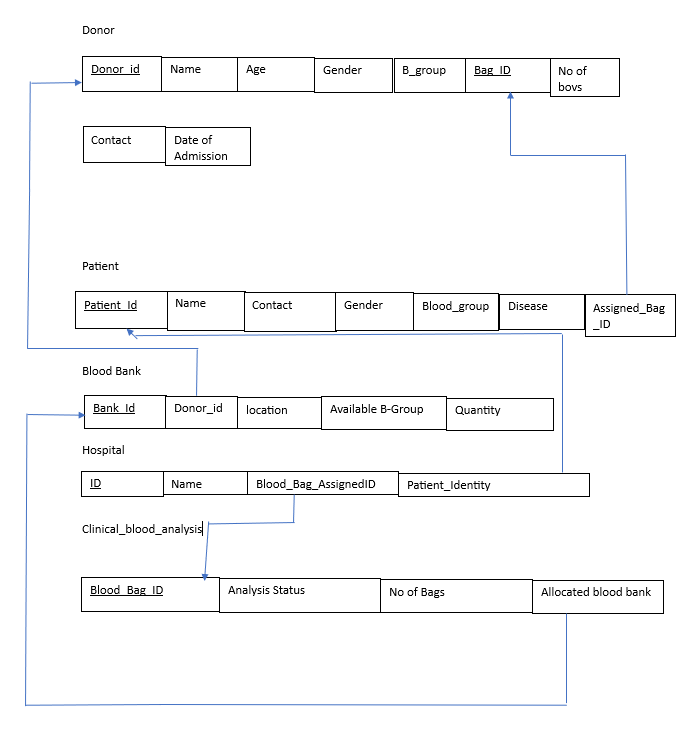 Donor
Donor_id Name Age Gender B_group Bag_ID No of
bovs
Contact Date of
Admission
Patient
Patient_Id Name Contact Gender Blood_group Disease Assigned_Bag
_ID
Blood Bank
Bank_Id Donor_id location Available B-Group Quantity
Hospital
ID Name Blood_Bag_AssignedID Patient_Identity
Clinical_blood_analysis
Blood_Bag_ID Analysis Status No of Bags Allocated blood bank